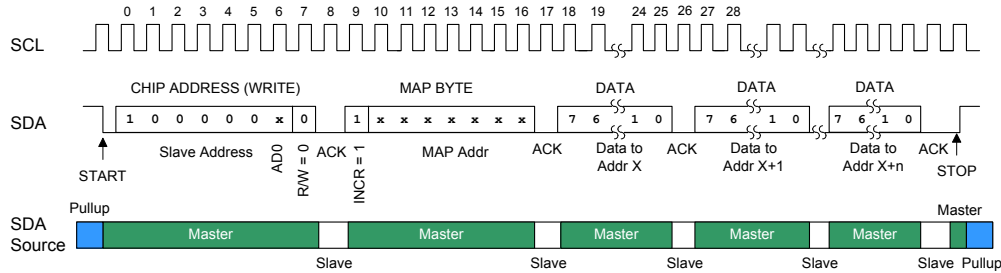 0 1 2 3 4 5 6 7 8 9 10 11 12 13 14 15 16 17 18 19 24 25 26 27 28
SCL
CHIP ADDRESS (WRITE) MAP BYTE DATA DATA DATA
SDA 1 0 0 0 0 0 x 0 1 x x x x x x x 7 6 1 0 7 6 1 0 7 6 1 0
Slave Address AD0 R/W = 0 ACK INCR = 1 MAP Addr ACK Data to Addr X ACK Data to Addr X+1 Data to Addr X+n ACK
START STOP
Pullup Master
SDA Source Master Master Master Master Master
Slave Slave Slave Slave Slave Pullup